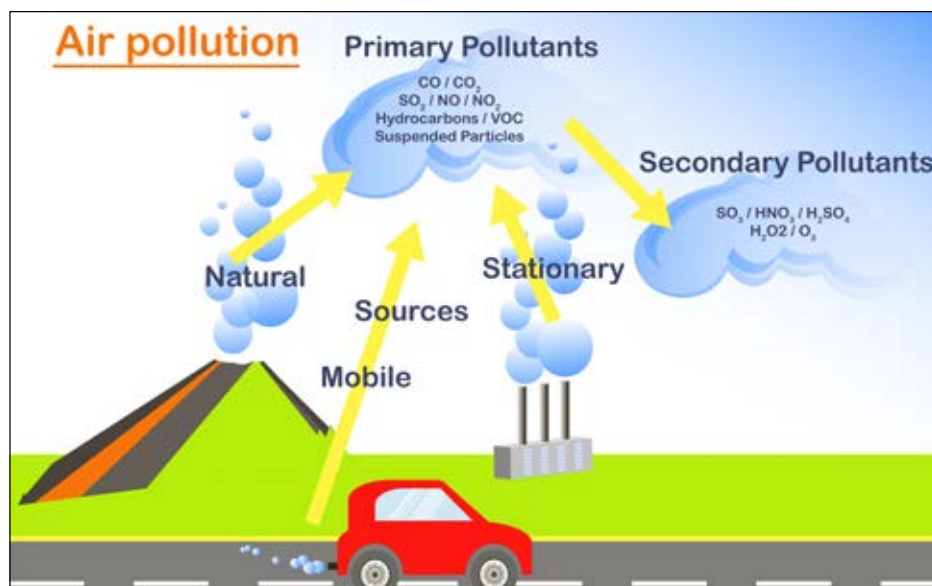 Air pollution
Primary Pollutants
CO / CO₂
SO₂ / NO / NO₂
Hydrocarbons / VOC
Suspended Particles
Secondary Pollutants
SO₃ / HNO₃ / H₂SO₄
H₂O2 / O₃
Natural
Stationary
Sources
Mobile